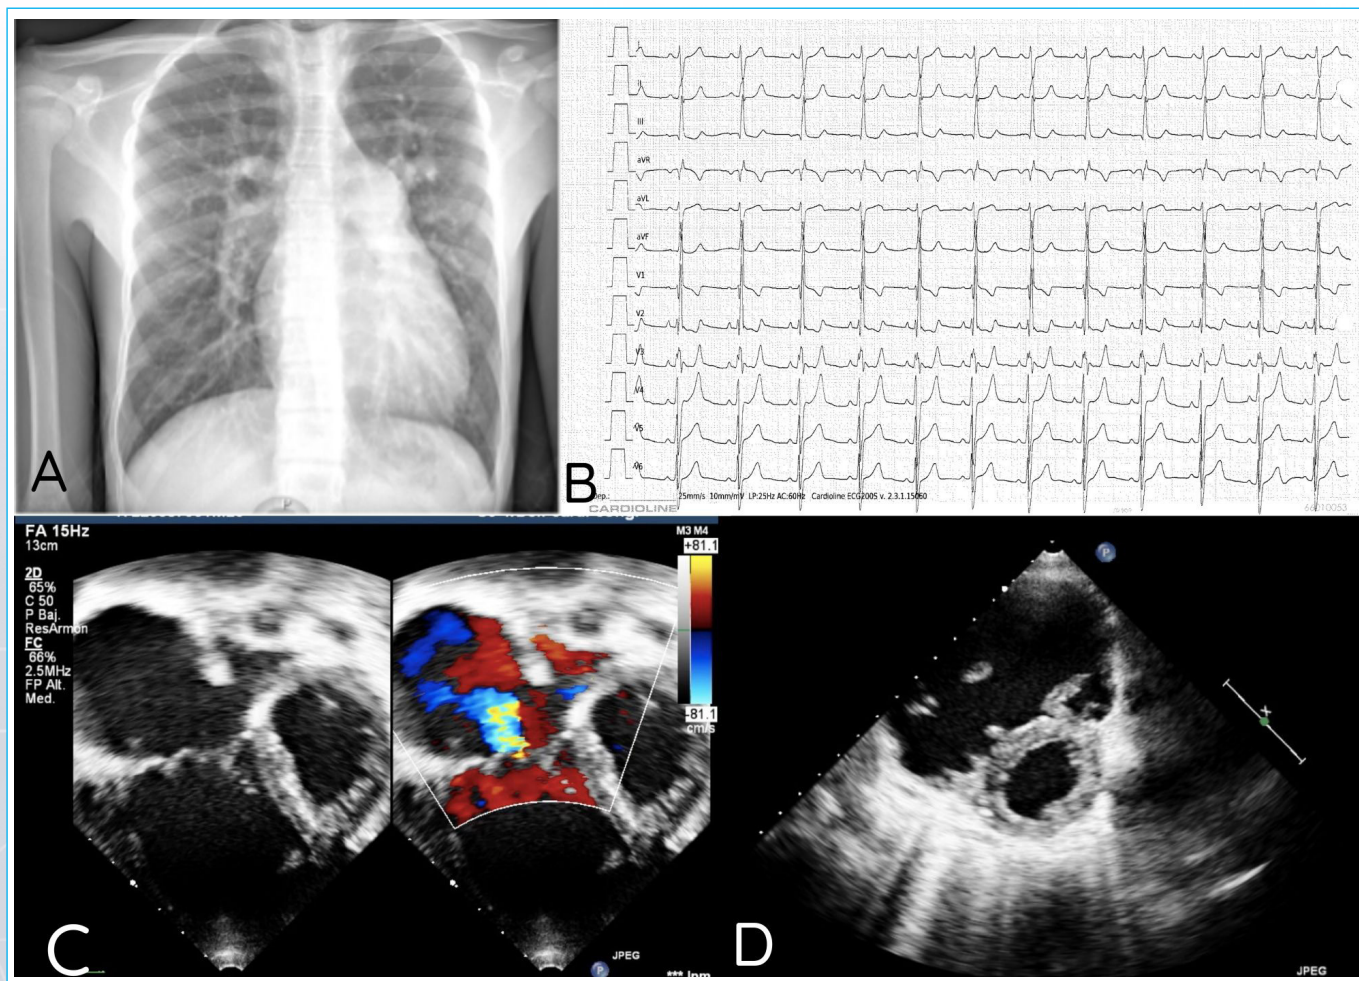 A
I
II
III
aVR
aVL
aVF
V1
V2
V3
V4
V5
V6
B
25mm/s 10mm/mV LP:25Hz AC:60Hz Cardioline ECG200S v. 2.3.1.15060
CARDIOLINE
66010053
FA 15Hz
13cm
2D
65%
C 50
P Baj.
ResArmon
FC
66%
2.5MHz
FP Alt.
Med.
M3 M4
+81.1
-81.1
cm/s
C
P
JPEG
P
X
D
JPEG